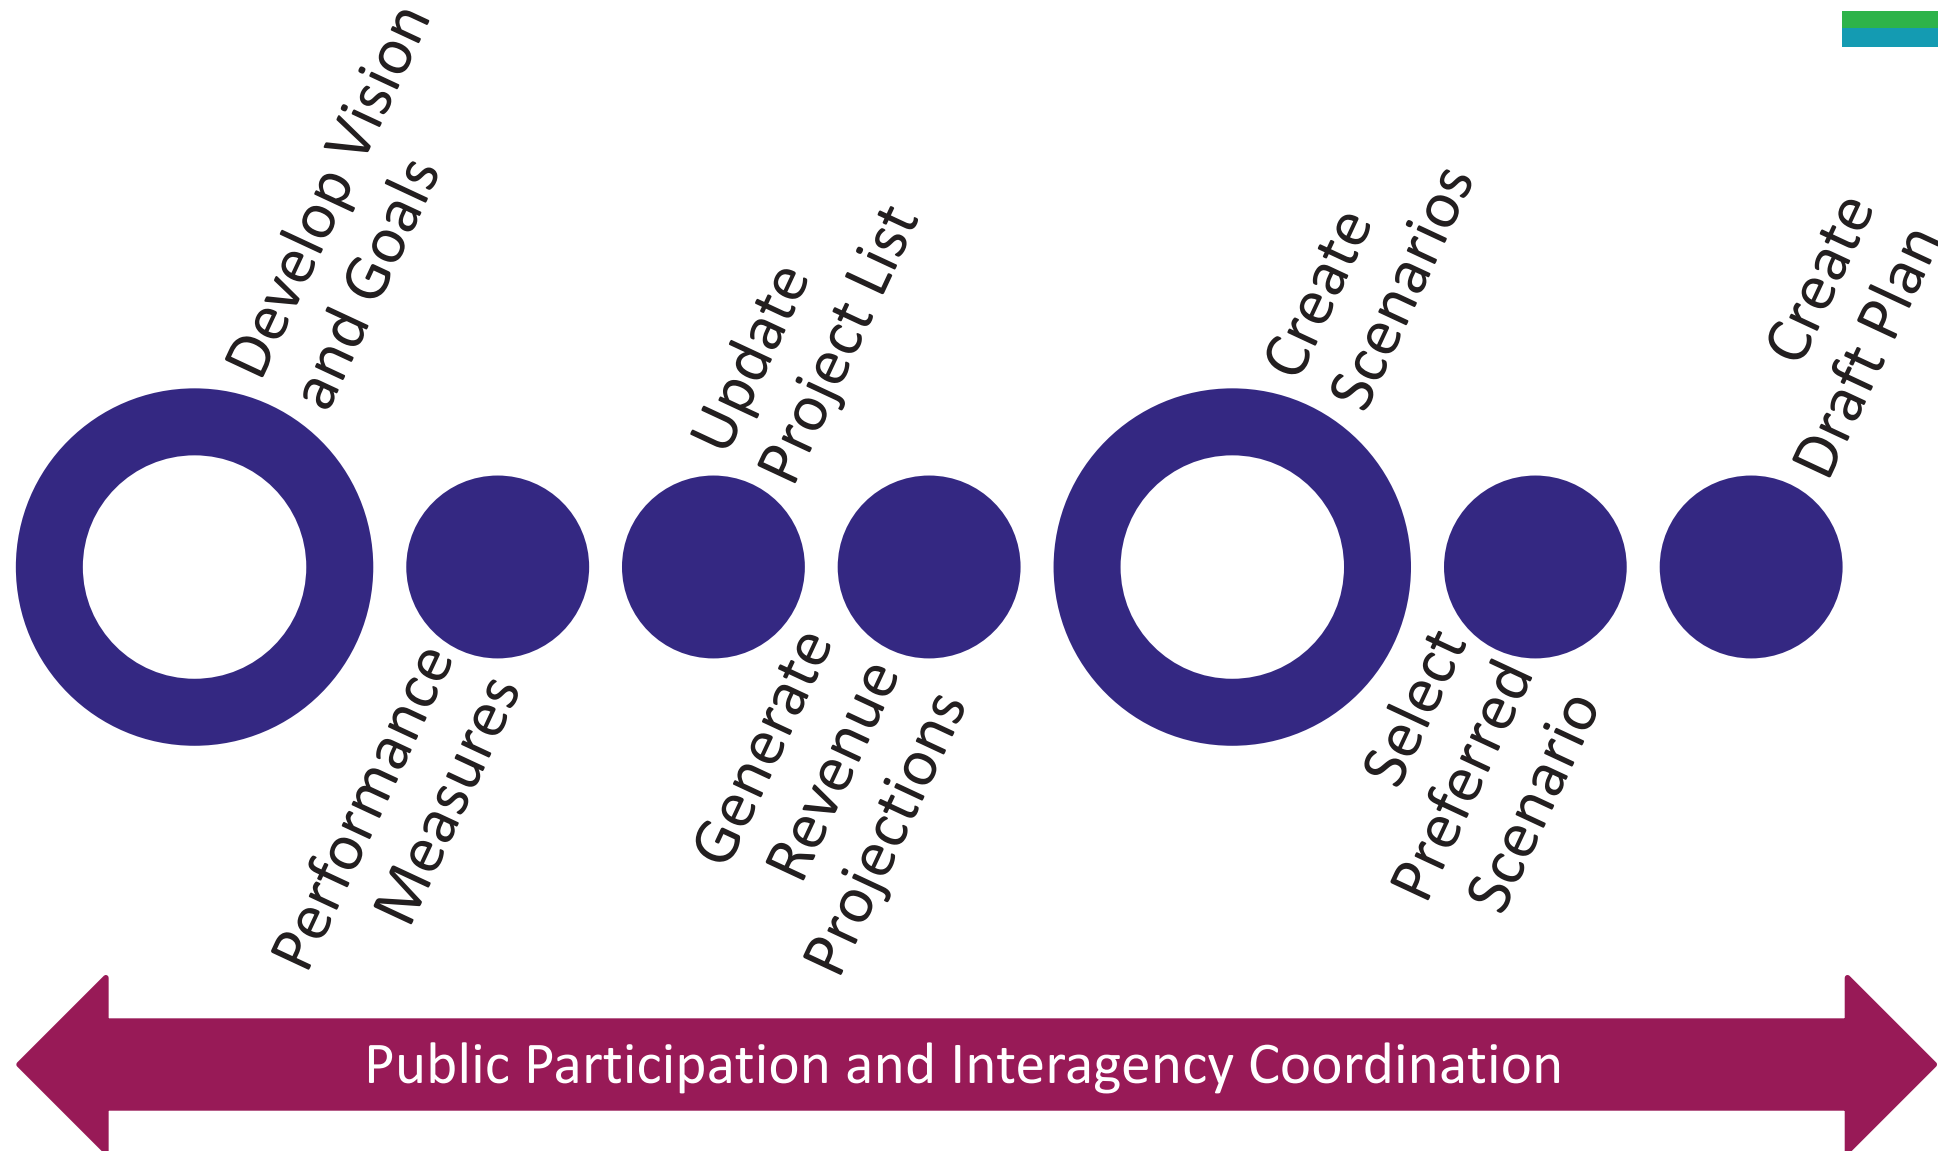 Develop Vision
and Goals
Performance
Measures
Update
Project List
Generate
Revenue
Projections
Create
Scenarios
Select
Preferred
Scenario
Create
Draft Plan
Public Participation and Interagency Coordination